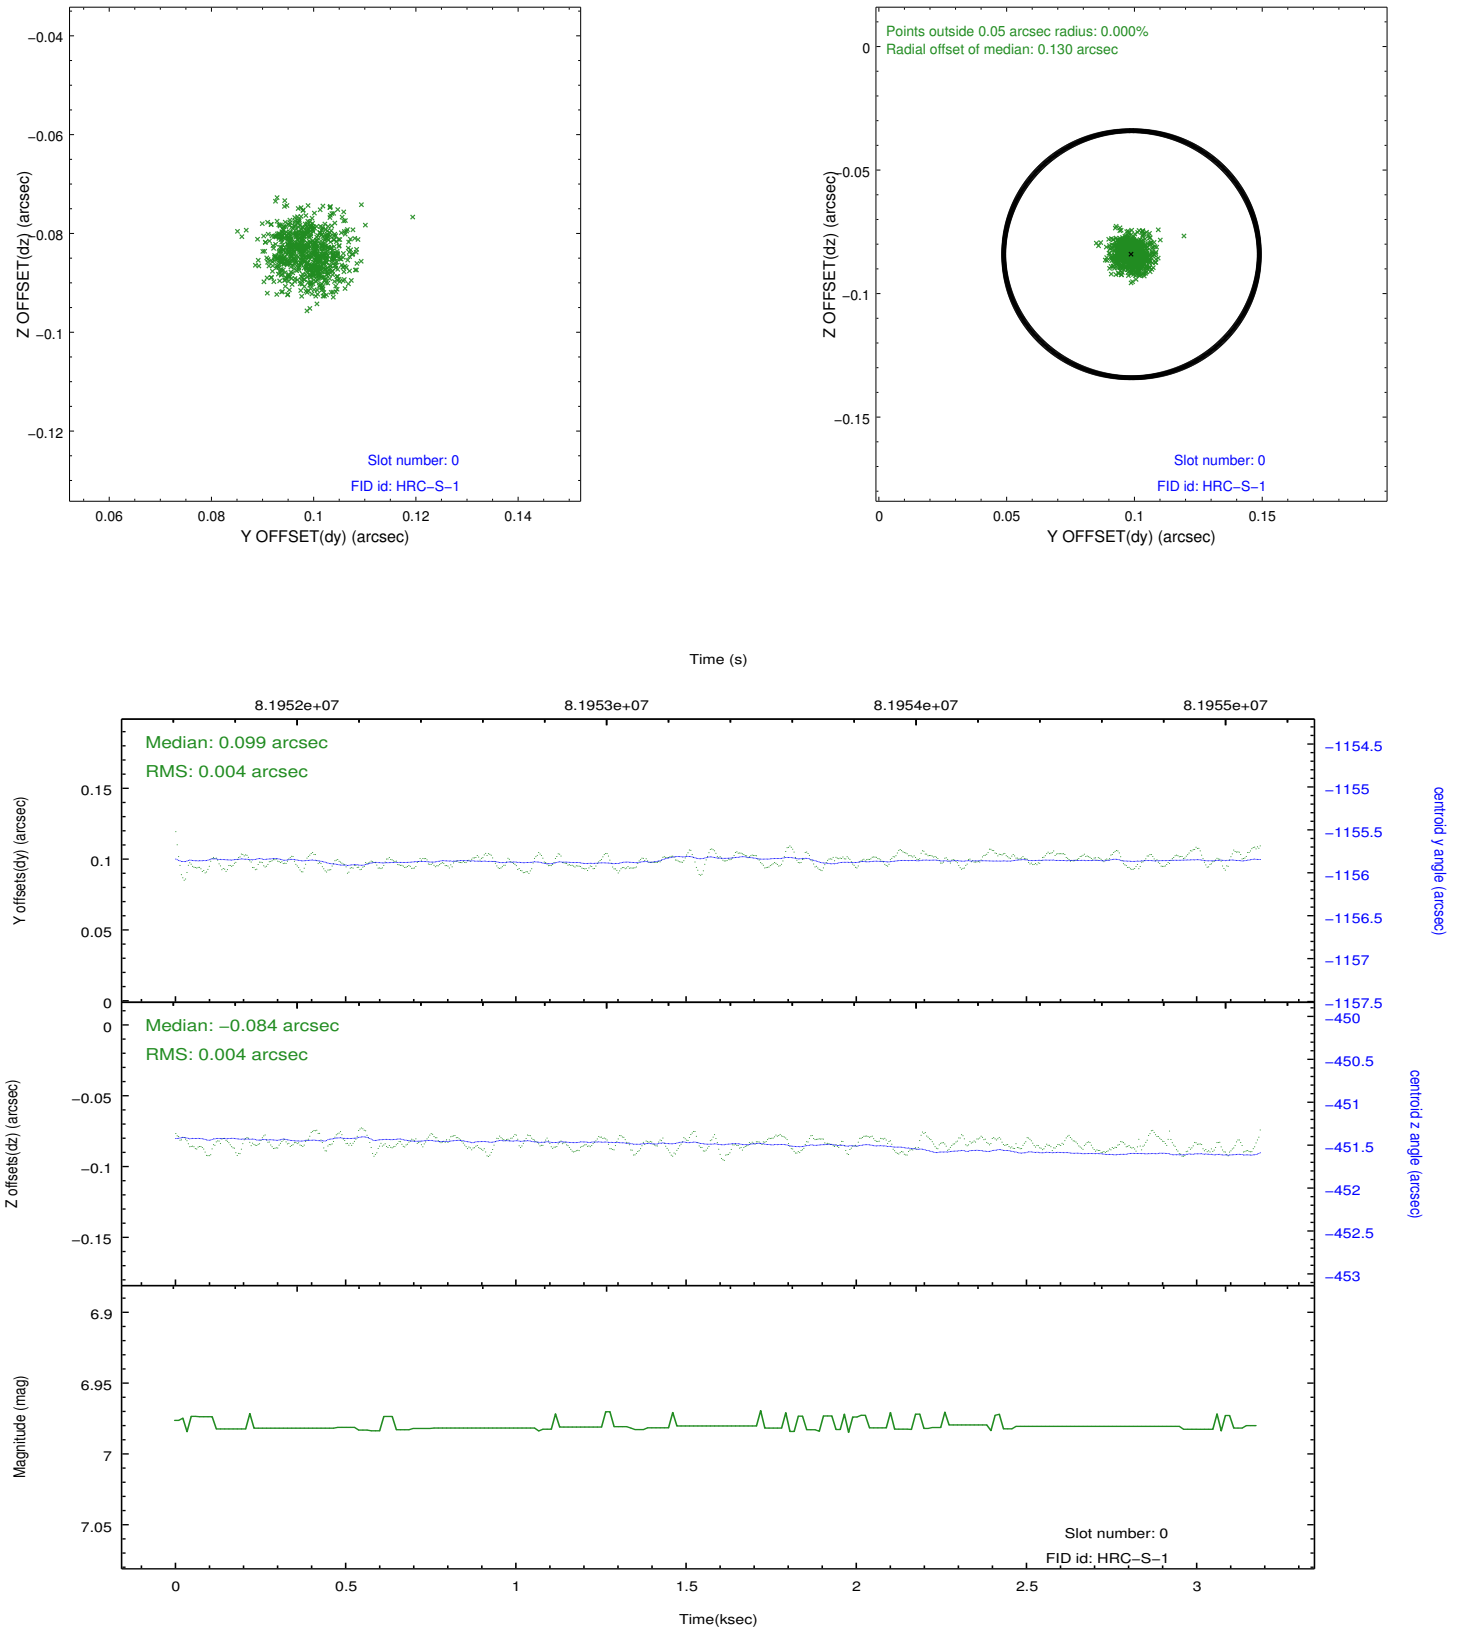 −0.04
−0.06
−0.08
−0.1
−0.12
Z OFFSET(dz) (arcsec)
Slot number: 0
FID id: HRC−S−1
0.06 0.08 0.1 0.12 0.14
Y OFFSET(dy) (arcsec)
Points outside 0.05 arcsec radius: 0.000%
Radial offset of median: 0.130 arcsec
0
−0.05
−0.1
−0.15
Z OFFSET(dz) (arcsec)
Slot number: 0
FID id: HRC−S−1
0 0.05 0.1 0.15
Y OFFSET(dy) (arcsec)
Time (s)
8.1952e+07 8.1953e+07 8.1954e+07 8.1955e+07
Median: 0.099 arcsec
RMS: 0.004 arcsec
0.15
0.1
0.05
0
Y offsets(dy) (arcsec)
−1154.5
−1155
−1155.5
−1156
−1156.5
−1157
−1157.5
centroid y angle (arcsec)
Median: −0.084 arcsec
RMS: 0.004 arcsec
0
−0.05
−0.1
−0.15
Z offsets(dz) (arcsec)
−450
−450.5
−451
−451.5
−452
−452.5
−453
centroid z angle (arcsec)
6.9
6.95
7
7.05
Magnitude (mag)
Slot number: 0
FID id: HRC−S−1
0 0.5 1 1.5 2 2.5 3
Time(ksec)